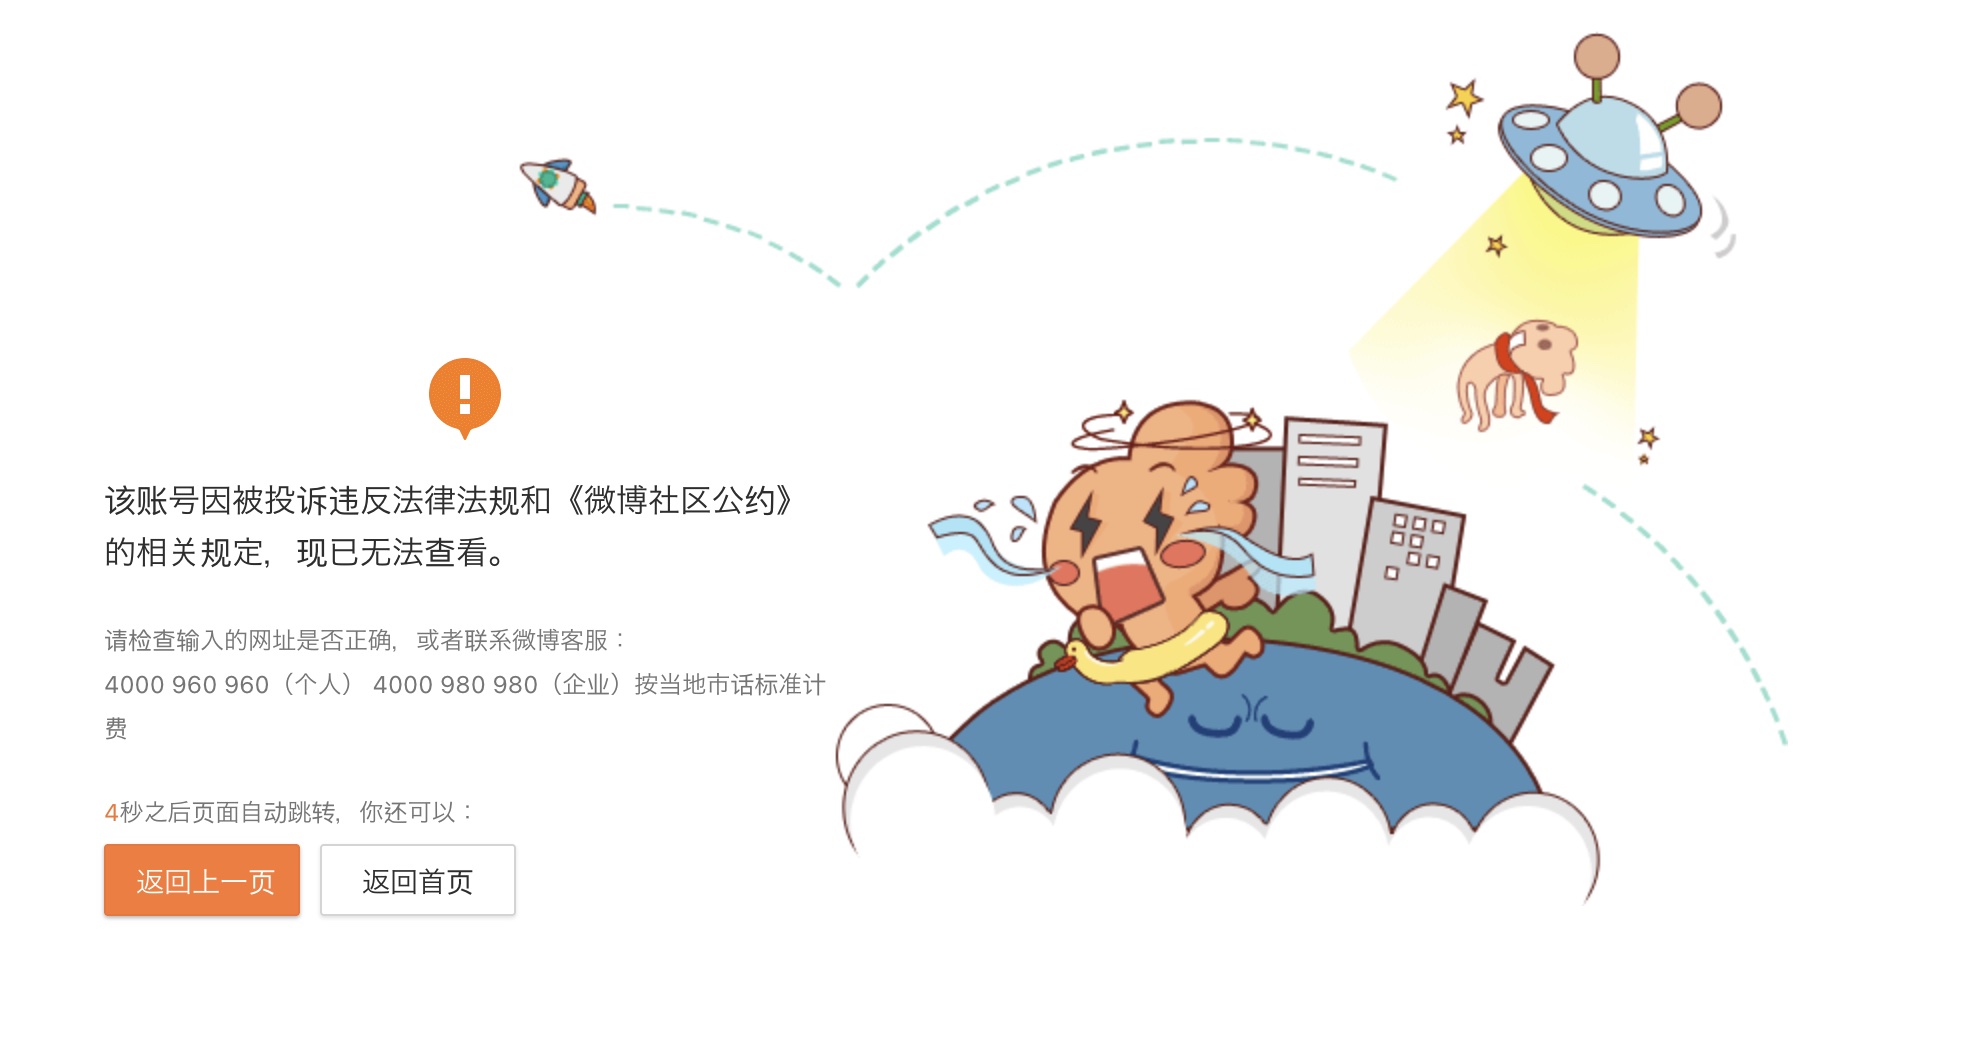 该账号因被投诉违反法律法规和《微博社区公约》
的相关规定，现已无法查看。
请检查输入的网址是否正确，或者联系微博客服：
4000 960 960（个人） 4000 980 980（企业）按当地市话标准计
费
4秒之后页面自动跳转，你还可以：
返回上一页 返回首页